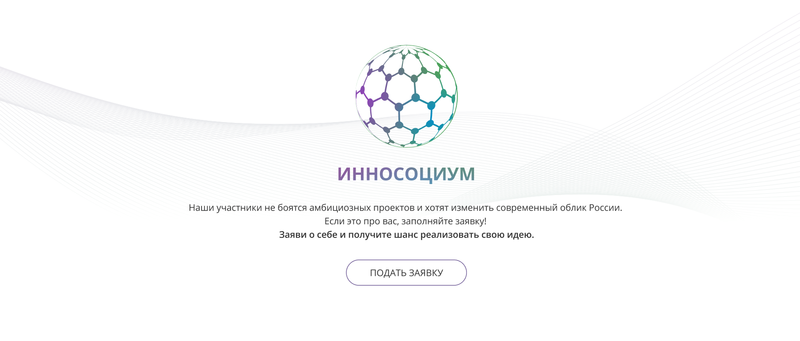 ИННОСОЦИУМ
Наши участники не боятся амбициозных проектов и хотят изменить современный облик России.
Если это про вас, заполняйте заявку!
Заяви о себе и получите шанс реализовать свою идею.
ПОДАТЬ ЗАЯВКУ